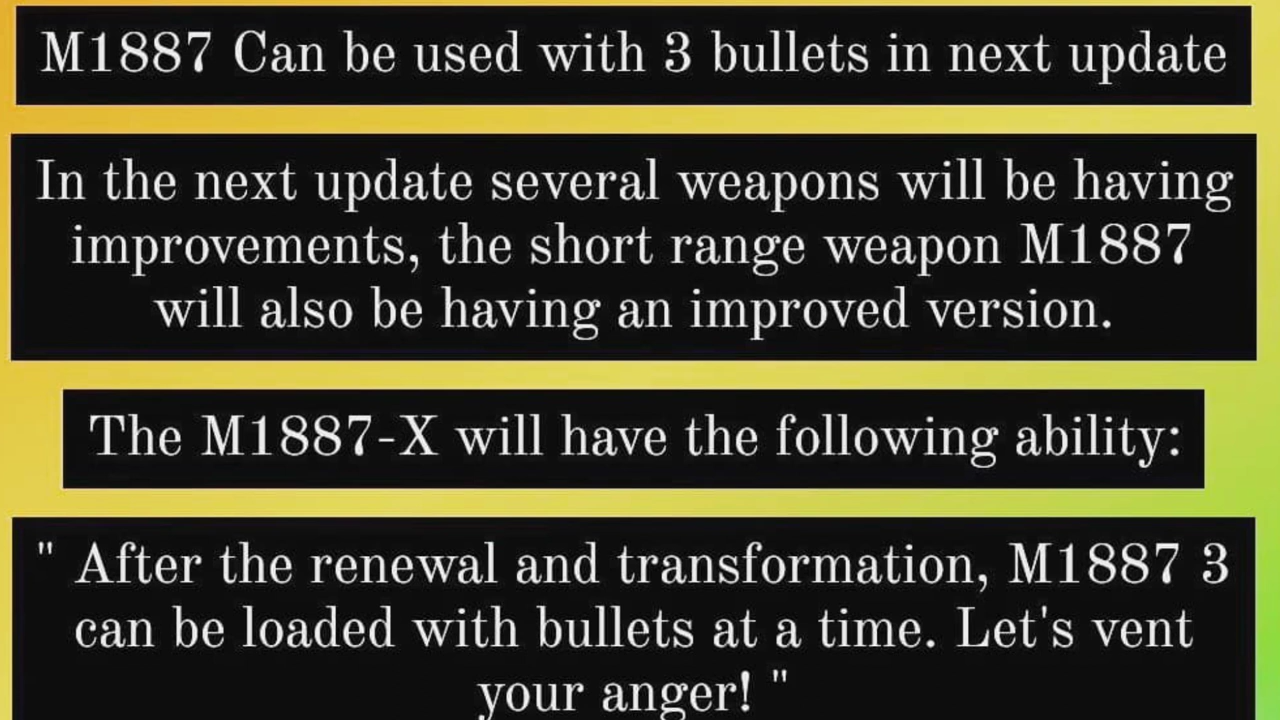 M1887 Can be used with 3 bullets in next update
In the next update several weapons will be having
improvements, the short range weapon M1887
will also be having an improved version.
The M1887-X will have the following ability:
" After the renewal and transformation, M1887 3
can be loaded with bullets at a time. Let's vent
your anger! "